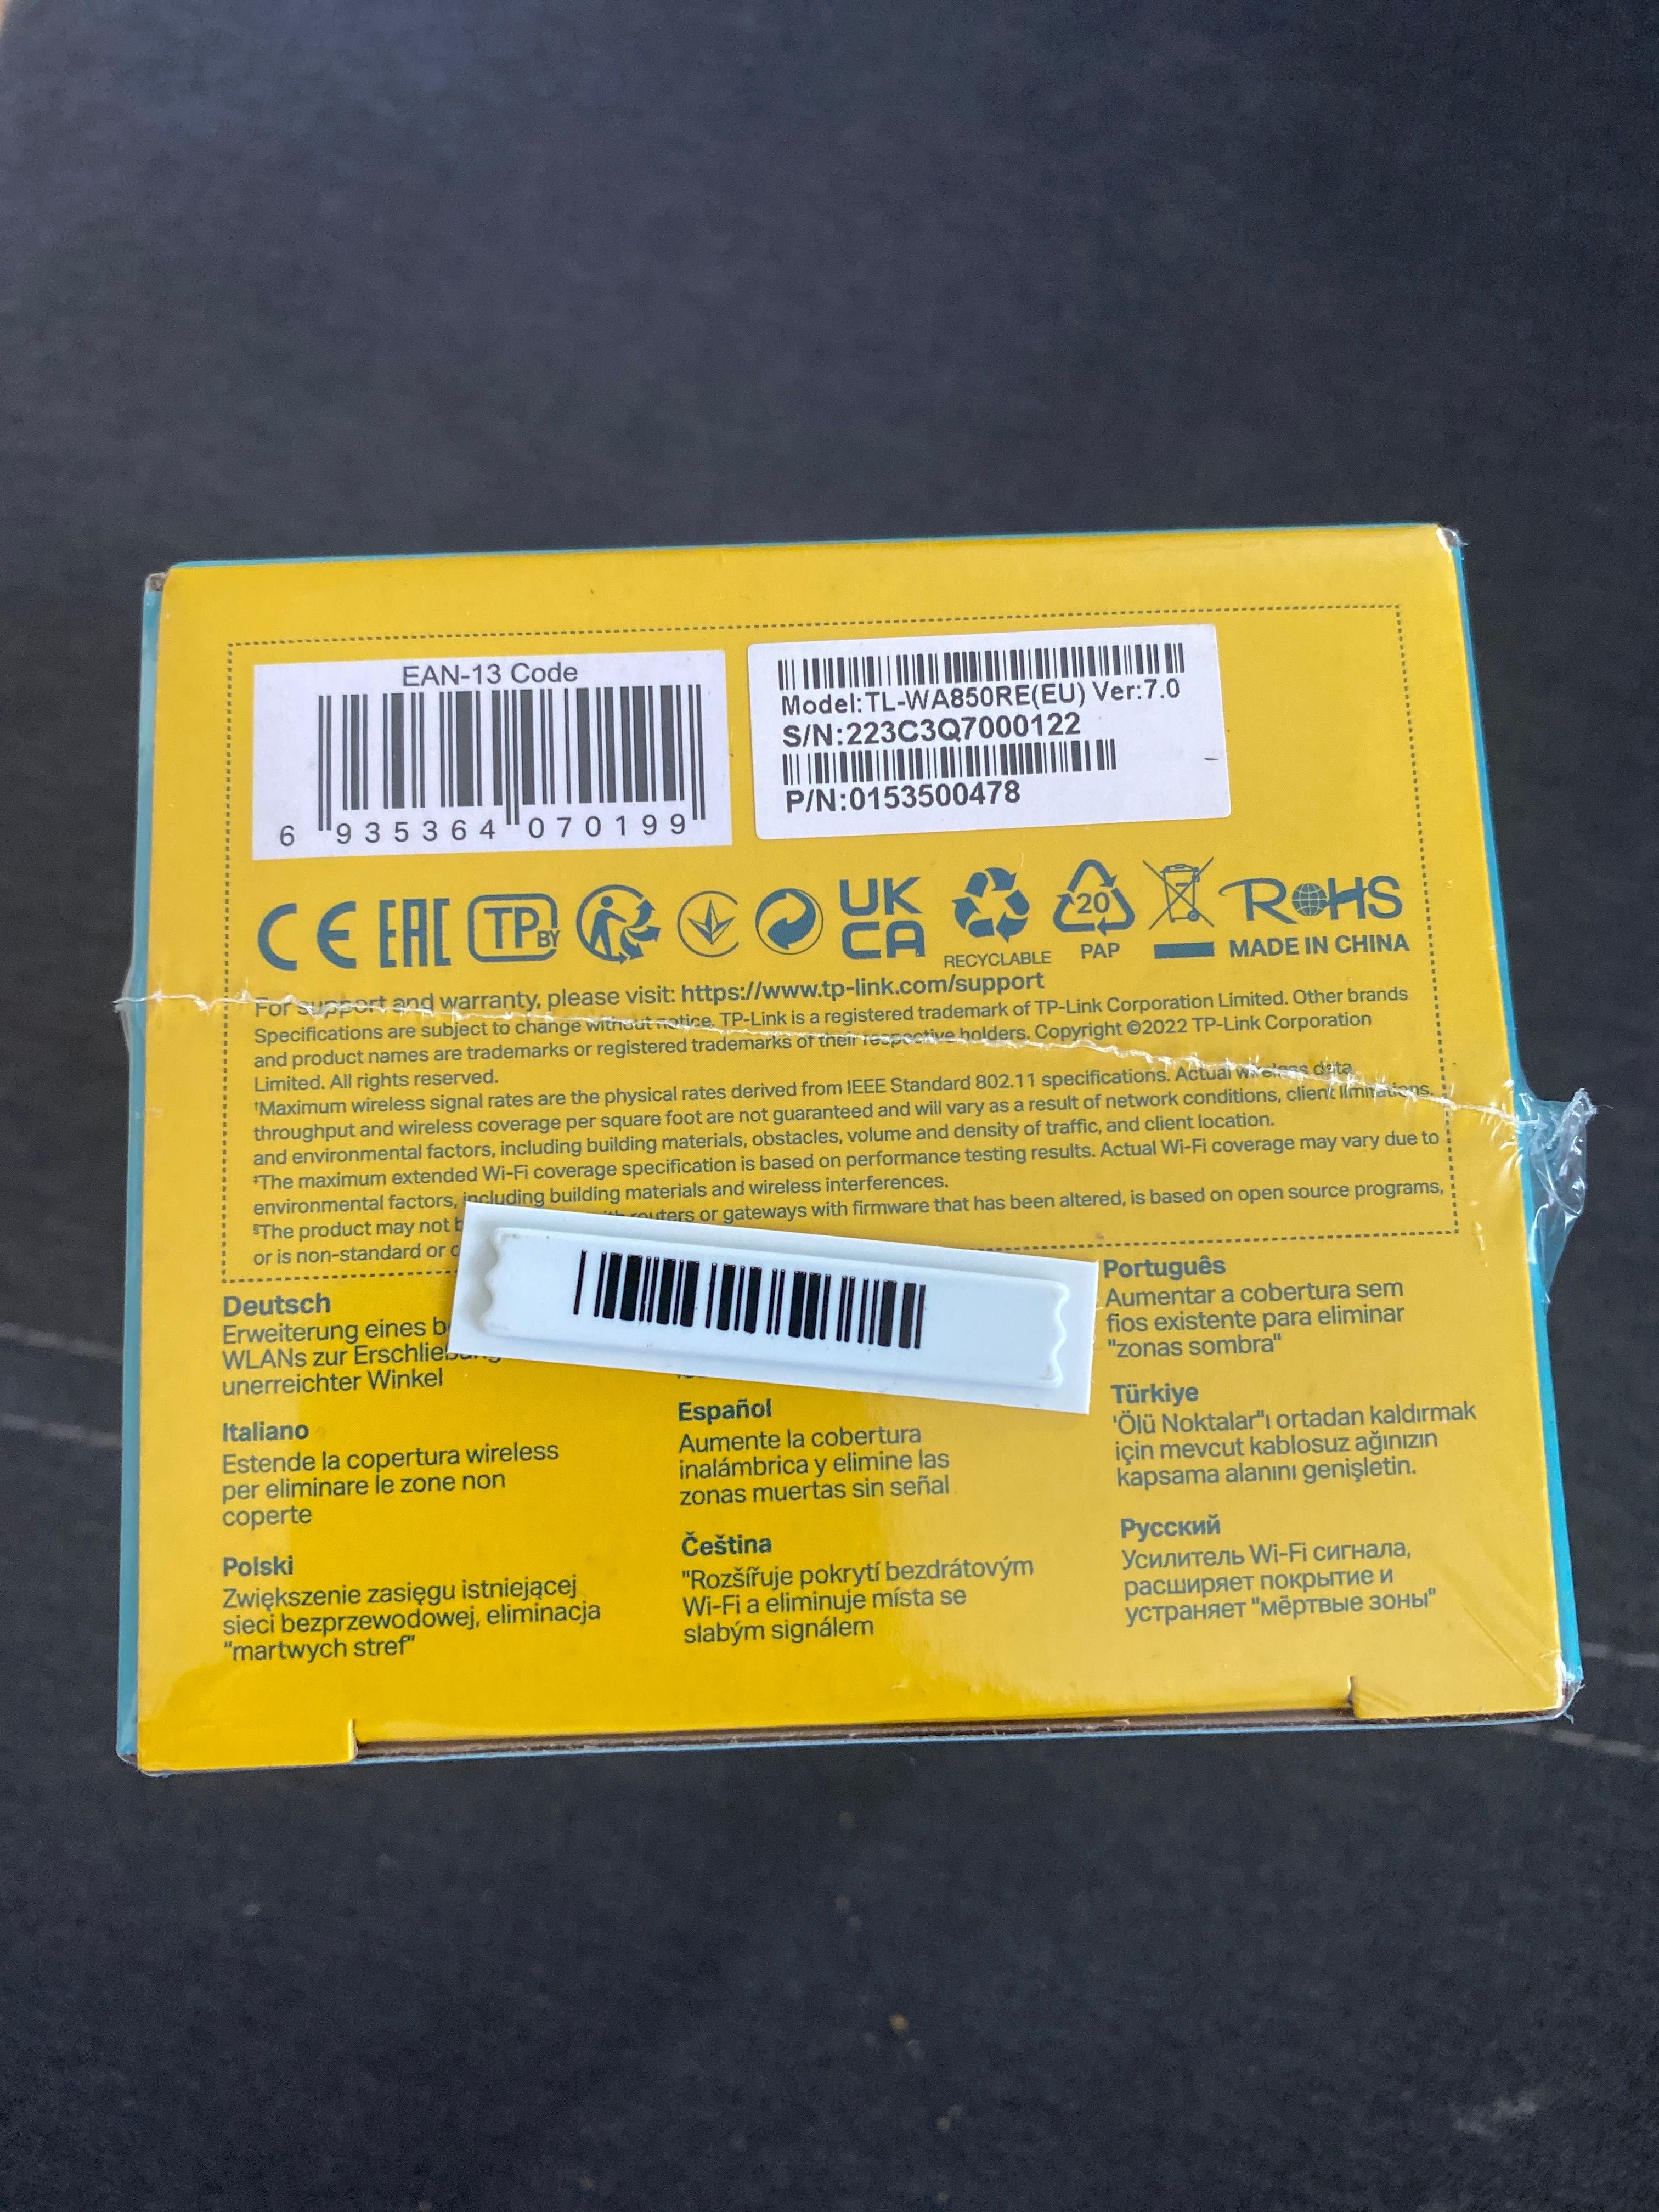 EAN-13 Code
6 935364 070199
Model:TL-WA850RE(EU) Ver:7.0
S/N:223C3Q7000122
P/N:0153500478
CE EAC TP BY UK CA RECYCLABLE 20 PAP RoHS
MADE IN CHINA
For support and warranty, please visit: https://www.tp-link.com/support
Specifications are subject to change without notice. TP-Link is a registered trademark of TP-Link Corporation Limited. Other brands
and product names are trademarks or registered trademarks of their respective holders. Copyright ©2022 TP-Link Corporation
Limited. All rights reserved.
†Maximum wireless signal rates are the physical rates derived from IEEE Standard 802.11 specifications. Actual wireless data
throughput and wireless coverage per square foot are not guaranteed and will vary as a result of network conditions, client limitations,
and environmental factors, including building materials, obstacles, volume and density of traffic, and client location.
‡The maximum extended Wi-Fi coverage specification is based on performance testing results. Actual Wi-Fi coverage may vary due to
environmental factors, including building materials and wireless interferences.
§The product may not routers or gateways with firmware that has been altered, is based on open source programs,
or is non-standard or
Deutsch
Erweiterung eines
WLANs zur Erschließung
unerreichter Winkel
Italiano
Estende la copertura wireless
per eliminare le zone non
coperte
Polski
Zwiększenie zasięgu istniejącej
sieci bezprzewodowej, eliminacja
"martwych stref"
Español
Aumente la cobertura
inalámbrica y elimine las
zonas muertas sin señal
Čeština
"Rozšířuje pokrytí bezdrátovým
Wi-Fi a eliminuje místa se
slabým signálem
Português
Aumentar a cobertura sem
fios existente para eliminar
"zonas sombra"
Türkiye
'Ölü Noktalar"ı ortadan kaldırmak
için mevcut kablosuz ağınızın
kapsama alanını genişletin.
Русский
Усилитель Wi-Fi сигнала,
расширяет покрытие и
устраняет "мёртвые зоны"